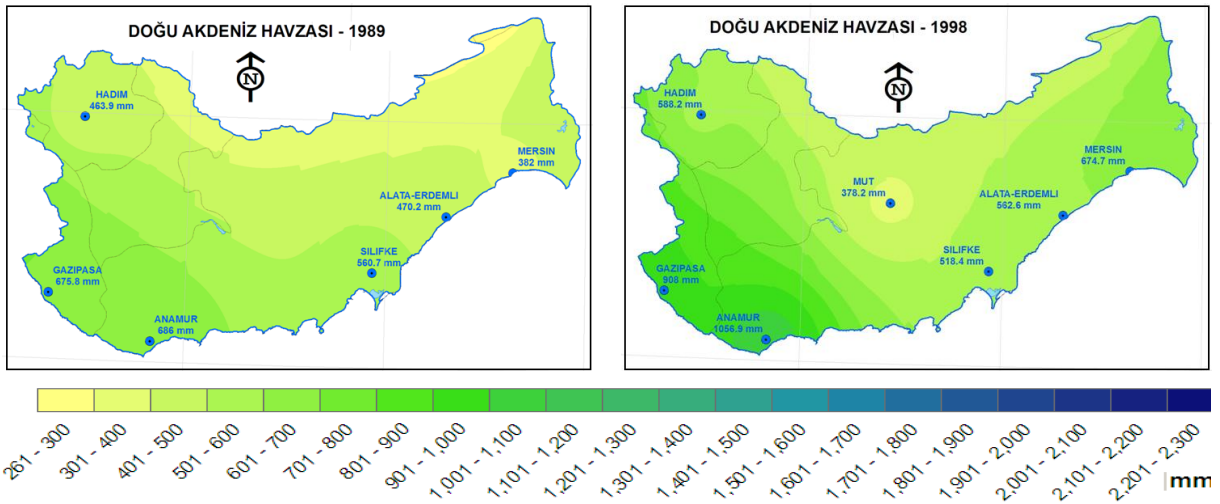 DOĞU AKDENİZ HAVZASI - 1989
N
HADIM
463.9 mm
MERSIN
382 mm
ALATA-ERDEMLI
470.2 mm
SILIFKE
560.7 mm
GAZIPASA
675.8 mm
ANAMUR
686 mm
DOĞU AKDENİZ HAVZASI - 1998
N
HADIM
588.2 mm
MERSIN
674.7 mm
MUT
378.2 mm
ALATA-ERDEMLI
562.6 mm
SILIFKE
518.4 mm
GAZIPASA
908 mm
ANAMUR
1056.9 mm
261 - 300
301 - 400
401 - 500
501 - 600
601 - 700
701 - 800
801 - 900
901 - 1,000
1,001 - 1,100
1,101 - 1,200
1,201 - 1,300
1,301 - 1,400
1,401 - 1,500
1,501 - 1,600
1,601 - 1,700
1,701 - 1,800
1,801 - 1,900
1,901 - 2,000
2,001 - 2,100
2,101 - 2,200
2,201 - 2,300
mm